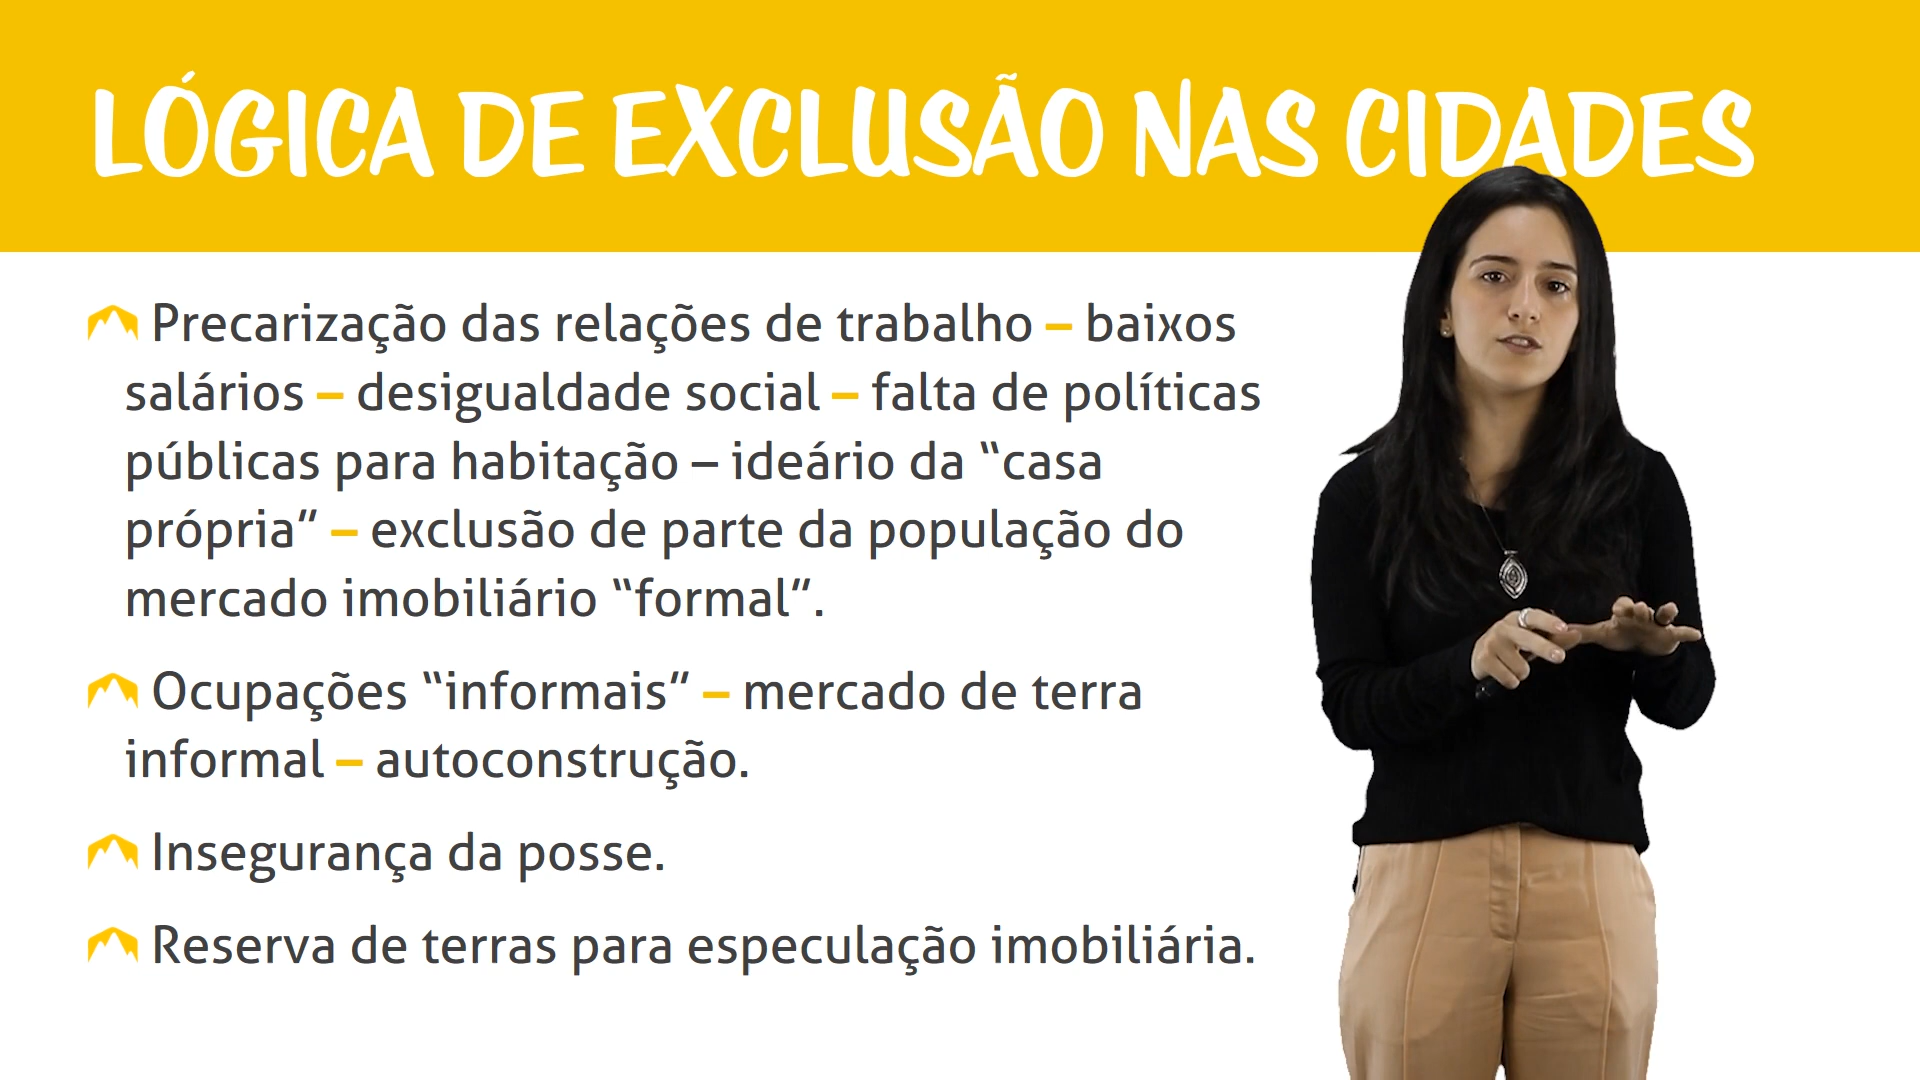 LÓGICA DE EXCLUSÃO NAS CIDADES
Precarização das relações de trabalho – baixos
salários – desigualdade social – falta de políticas
públicas para habitação – ideário da “casa
própria” – exclusão de parte da população do
mercado imobiliário “formal”.
Ocupações “informais” – mercado de terra
informal – autoconstrução.
Insegurança da posse.
Reserva de terras para especulação imobiliária.